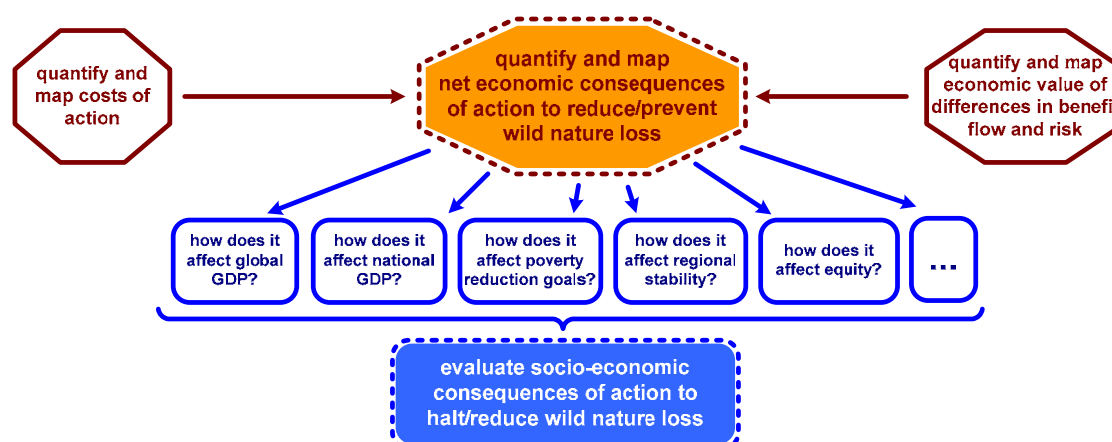 quantify and
map costs of
action
quantify and map
net economic consequences
of action to reduce/prevent
wild nature loss
quantify and map
economic value of
differences in benefi
flow and risk
how does it
affect global
GDP?
how does it
affect national
GDP?
how does it
affect poverty
reduction goals?
how does it
affect regional
stability?
how does it
affect equity?
...
evaluate socio-economic
consequences of action to
halt/reduce wild nature loss